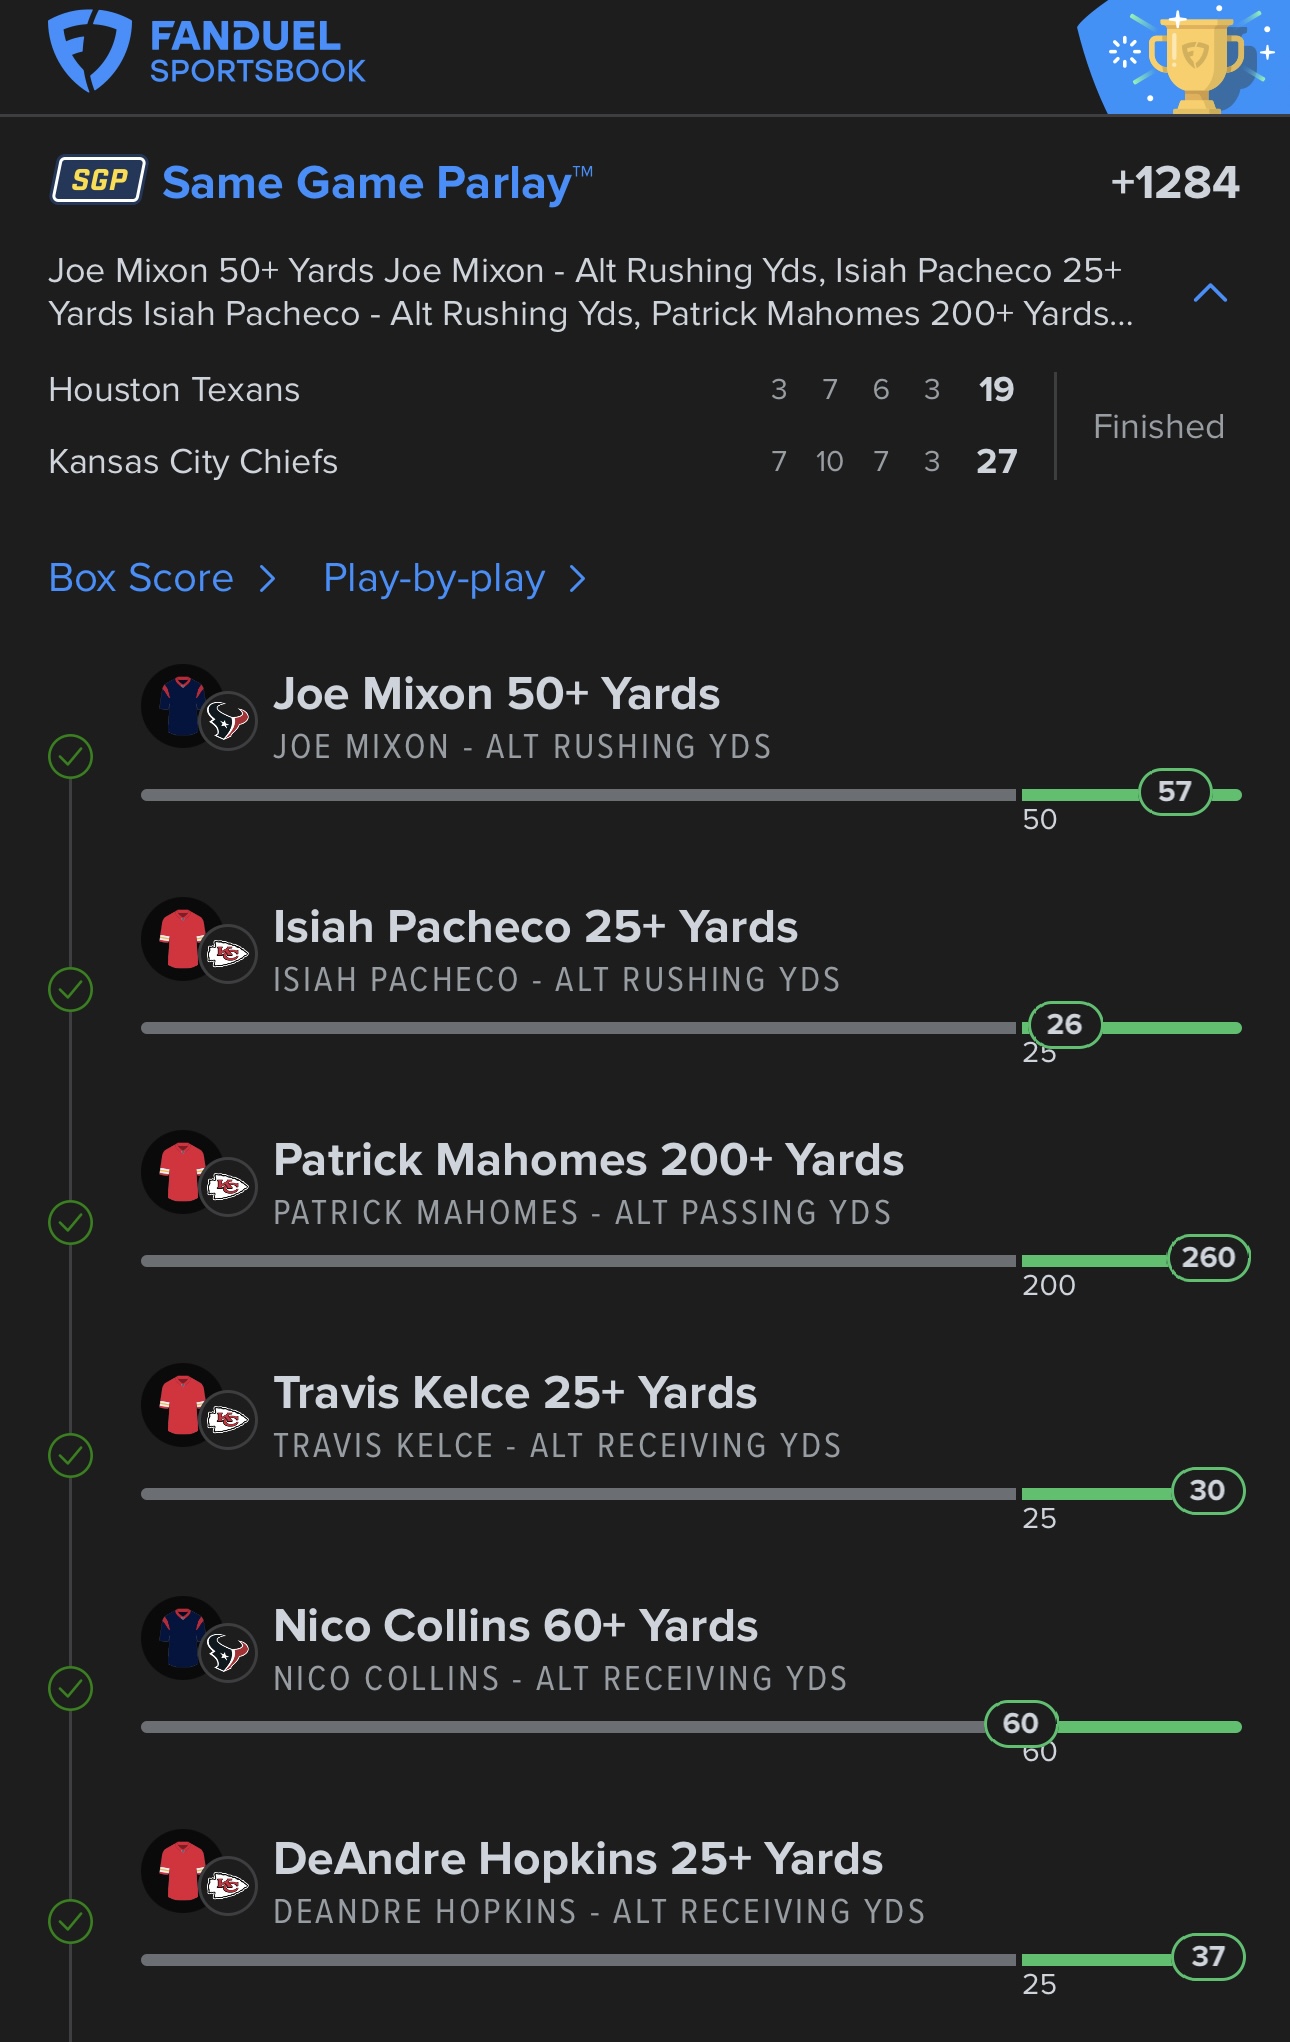 FANDUEL
SPORTSBOOK
SGP Same Game Parlay™ +1284
Joe Mixon 50+ Yards Joe Mixon - Alt Rushing Yds, Isiah Pacheco 25+
Yards Isiah Pacheco - Alt Rushing Yds, Patrick Mahomes 200+ Yards...
Houston Texans 3 7 6 3 19
Finished
Kansas City Chiefs 7 10 7 3 27
Box Score > Play-by-play >
Joe Mixon 50+ Yards
JOE MIXON - ALT RUSHING YDS
57
50
Isiah Pacheco 25+ Yards
ISIAH PACHECO - ALT RUSHING YDS
26
25
Patrick Mahomes 200+ Yards
PATRICK MAHOMES - ALT PASSING YDS
260
200
Travis Kelce 25+ Yards
TRAVIS KELCE - ALT RECEIVING YDS
30
25
Nico Collins 60+ Yards
NICO COLLINS - ALT RECEIVING YDS
60
60
DeAndre Hopkins 25+ Yards
DEANDRE HOPKINS - ALT RECEIVING YDS
37
25